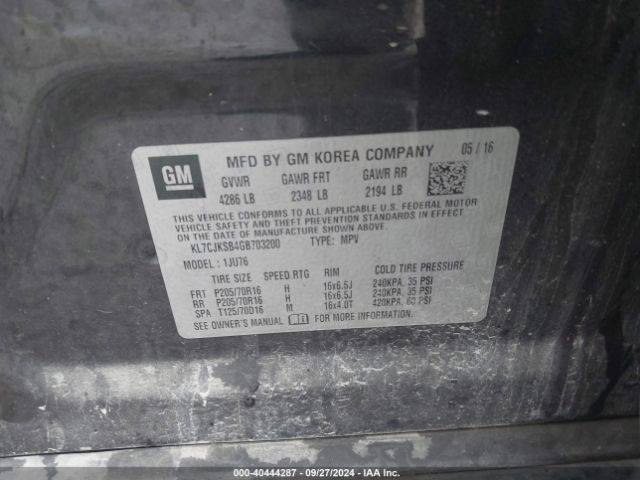 GM
MFD BY GM KOREA COMPANY 05 / 16
GVWR GAWR FRT GAWR RR
4286 LB 2348 LB 2194 LB
THIS VEHICLE CONFORMS TO ALL APPLICABLE U.S. FEDERAL MOTOR
VEHICLE SAFETY AND THEFT PREVENTION STANDARDS IN EFFECT
ON THE DATE OF MANUFACTURE SHOWN ABOVE.
KL7CJKSB4GB703200 TYPE: MPV
MODEL : 1JU76
TIRE SIZE SPEED RTG RIM COLD TIRE PRESSURE
FRT P205/70R16 H 16x6.5J 240KPA, 35 PSI
RR P205/70R16 H 16x6.5J 240KPA, 35 PSI
SPA T125/70D16 M 16x4.0T 420KPA, 60 PSI
SEE OWNER'S MANUAL i FOR MORE INFORMATION.
000-40444287 - 09/27/2024 - IAA Inc.